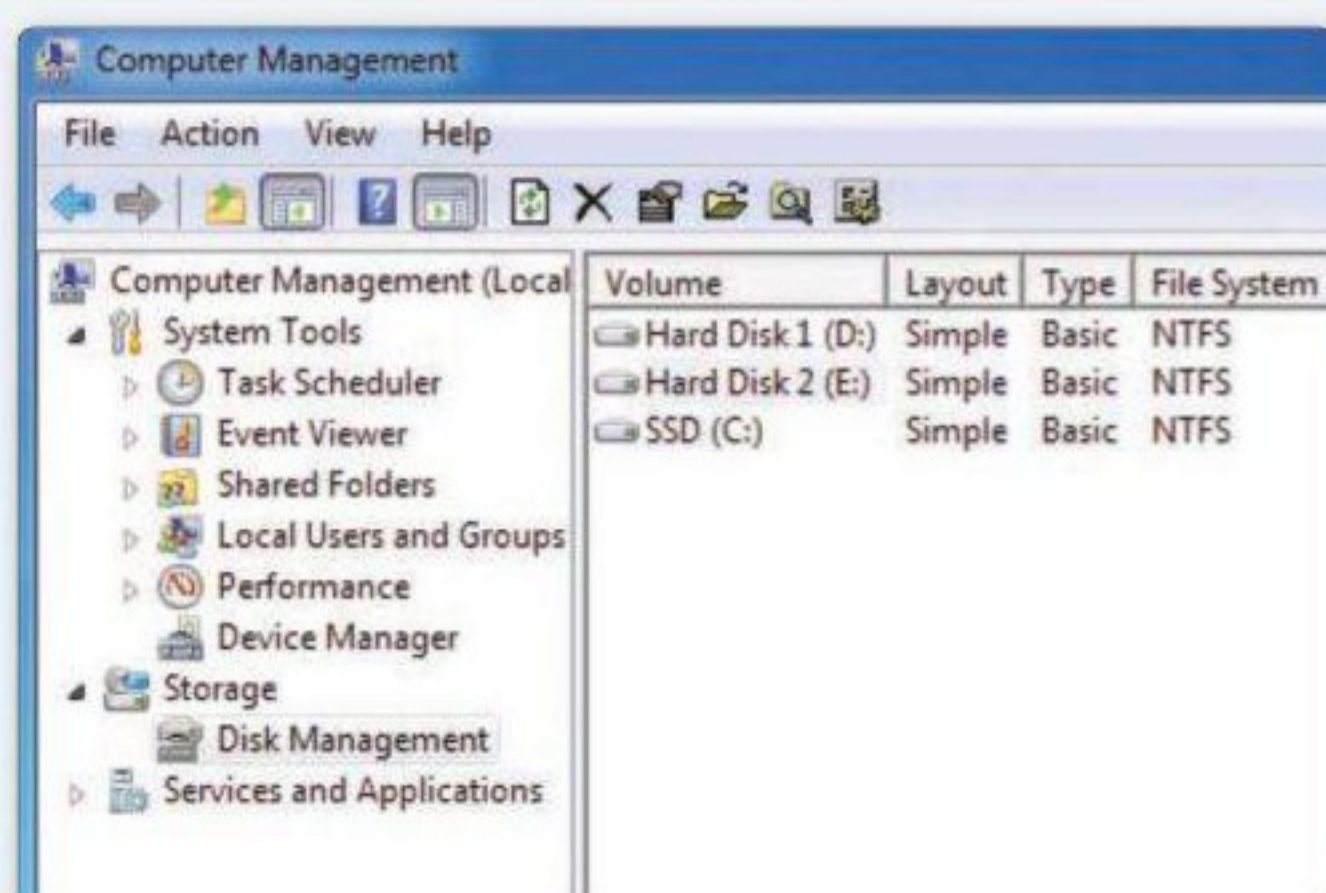 Computer Management
File Action View Help
Computer Management (Local
System Tools
Task Scheduler
Event Viewer
Shared Folders
Local Users and Groups
Performance
Device Manager
Storage
Disk Management
Services and Applications
Volume Layout Type File System
Hard Disk 1 (D:) Simple Basic NTFS
Hard Disk 2 (E:) Simple Basic NTFS
SSD (C:) Simple Basic NTFS